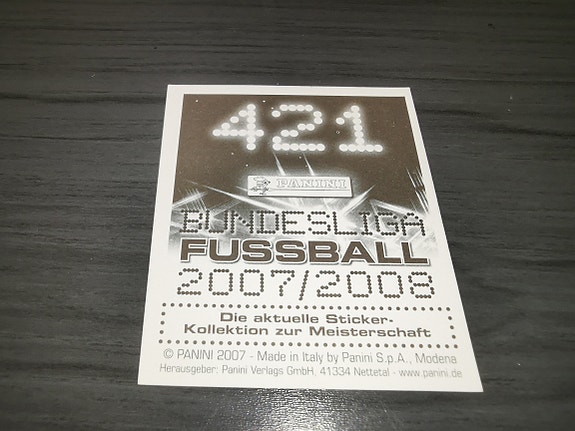 421
PANINI
BUNDESLIGA
FUSSBALL
2007/2008
Die aktuelle Sticker-
Kollektion zur Meisterschaft
© PANINI 2007 - Made in Italy by Panini S.p.A., Modena
Herausgeber: Panini Verlags GmbH, 41334 Nettetal - www.panini.de